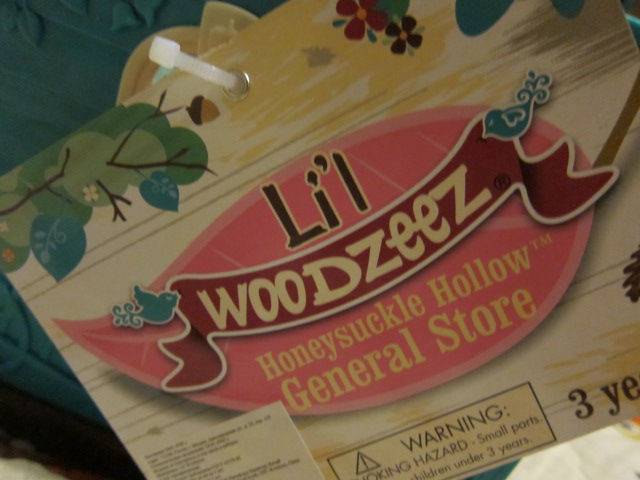 Li'l
WOODZEEZ®
Honeysuckle Hollow™
General Store
3 ye
WARNING:
OKING HAZARD - Small parts.
children under 3 years.